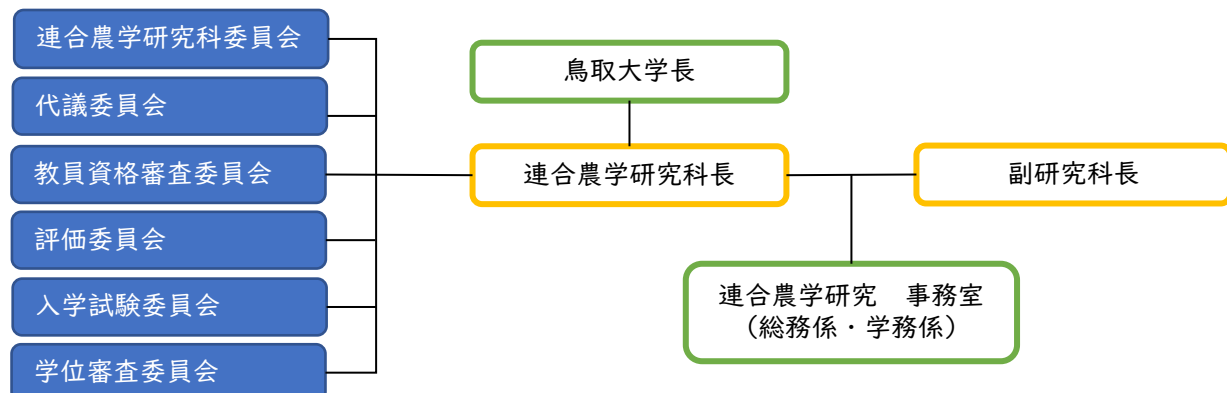 連合農学研究科委員会
代議委員会
教員資格審査委員会
評価委員会
入学試験委員会
学位審査委員会
鳥取大学長
連合農学研究科長
副研究科長
連合農学研究　事務室
（総務係・学務係）